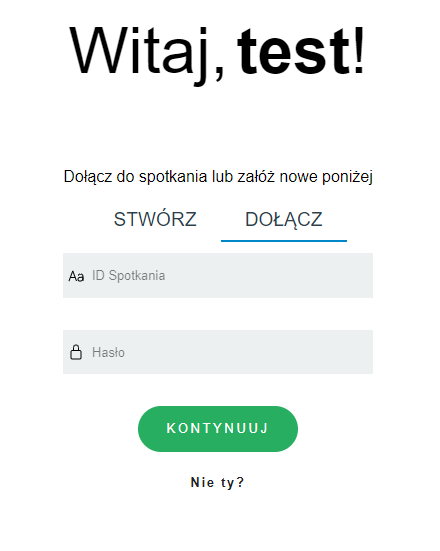 Witaj, test!
Dołącz do spotkania lub załóż nowe poniżej
STWÓRZ DOŁĄCZ
Aa ID Spotkania
Hasło
KONTYNUUJ
Nie ty?